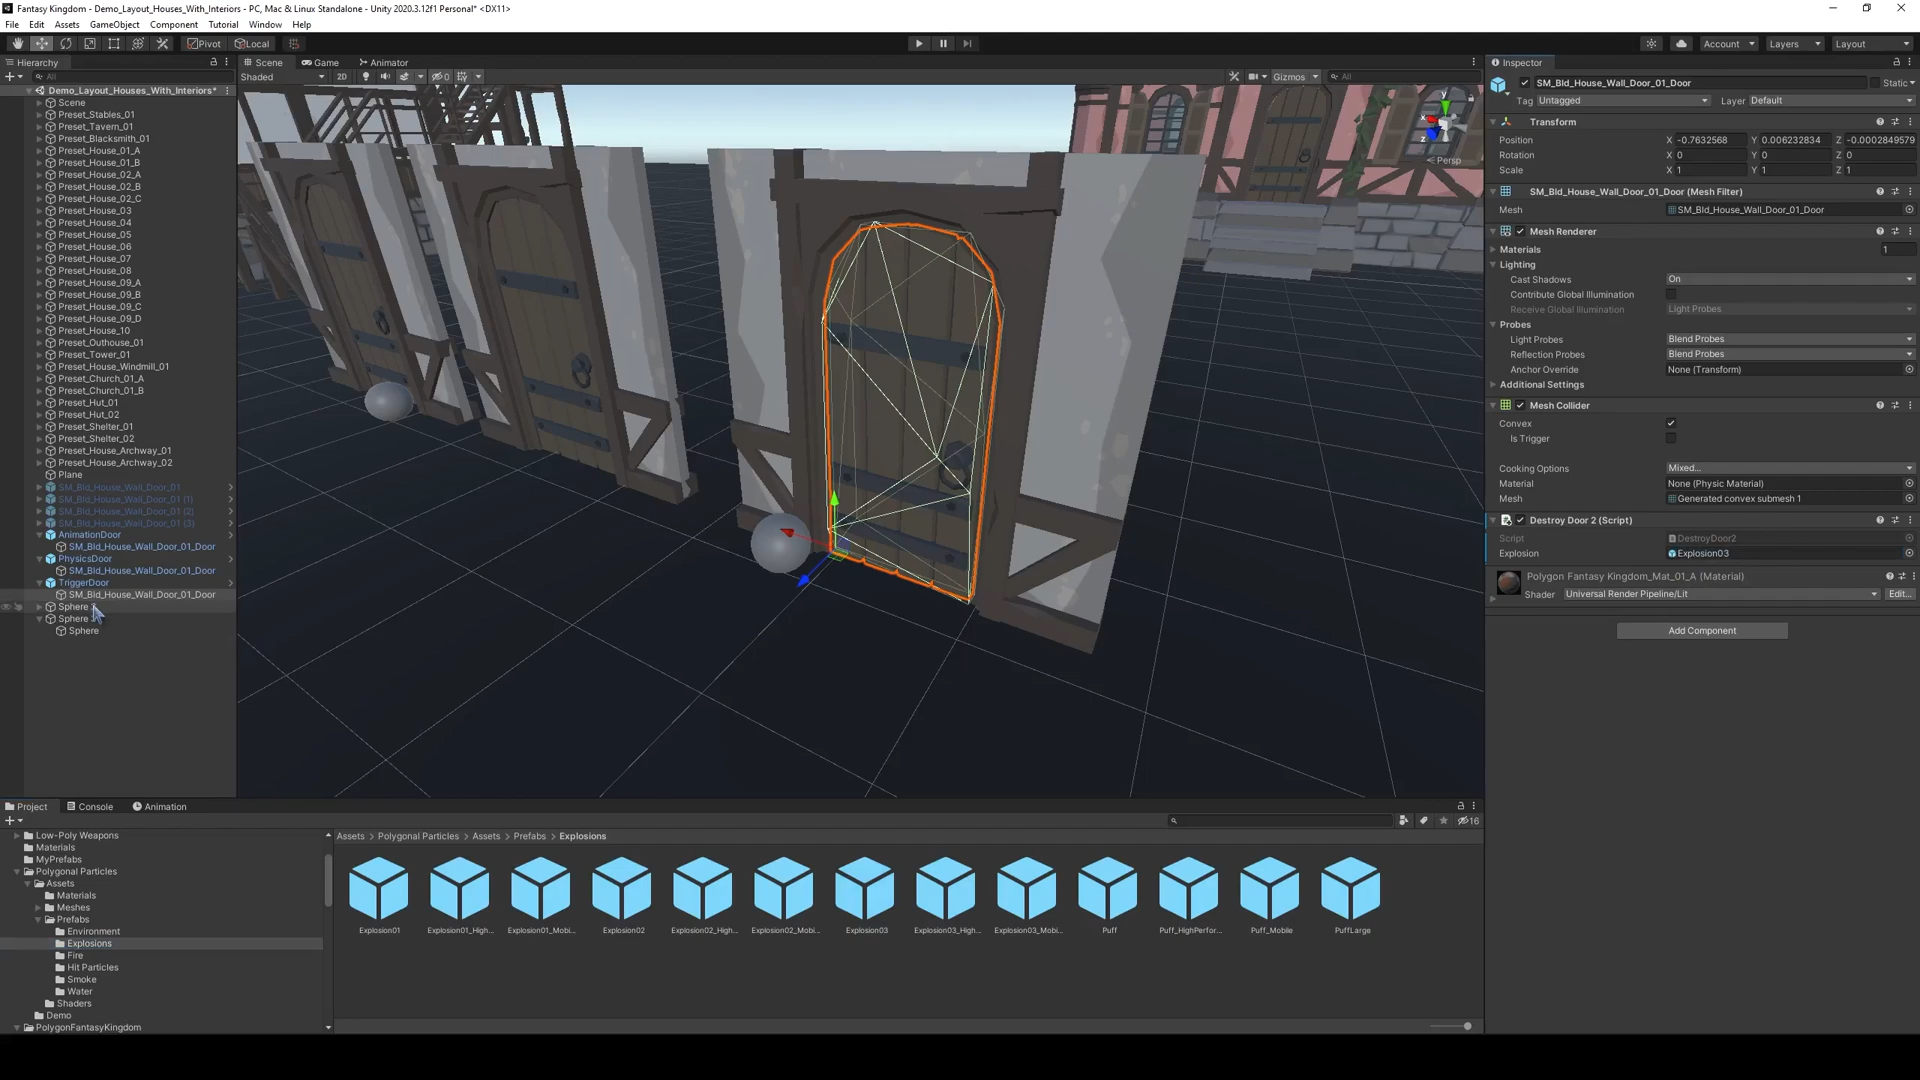 Fantasy Kingdom - Demo_Layout_Houses_With_Interiors - PC, Mac & Linux Standalone - Unity 2020.3.12f1 Personal* <DX11>
File Edit Assets GameObject Component Tutorial Window Help
Pivot Local Account Layers Layout
Hierarchy
All
Demo_Layout_Houses_With_Interiors*
Scene
Preset_Stables_01
Preset_Tavern_01
Preset_Blacksmith_01
Preset_House_01_A
Preset_House_01_B
Preset_House_02_A
Preset_House_02_B
Preset_House_02_C
Preset_House_03
Preset_House_04
Preset_House_05
Preset_House_06
Preset_House_07
Preset_House_08
Preset_House_09_A
Preset_House_09_B
Preset_House_09_C
Preset_House_09_D
Preset_House_10
Preset_Outhouse_01
Preset_Tower_01
Preset_House_Windmill_01
Preset_Church_01_A
Preset_Church_01_B
Preset_Hut_01
Preset_Hut_02
Preset_Shelter_01
Preset_Shelter_02
Preset_House_Archway_01
Preset_House_Archway_02
Plane
SM_Bld_House_Wall_Door_01
SM_Bld_House_Wall_Door_01 (1)
SM_Bld_House_Wall_Door_01 (2)
SM_Bld_House_Wall_Door_01 (3)
AnimationDoor
SM_Bld_House_Wall_Door_01_Door
PhysicsDoor
SM_Bld_House_Wall_Door_01_Door
TriggerDoor
SM_Bld_House_Wall_Door_01_Door
Sphere
Sphere
Sphere
Scene Game Animator
Shaded 2D 0 Gizmos All
y
x
z
Persp
Inspector
SM_Bld_House_Wall_Door_01_Door Static
Tag Untagged Layer Default
Transform
Position X -0.7632568 Y 0.006232834 Z -0.0002849579
Rotation X 0 Y 0 Z 0
Scale X 1 Y 1 Z 1
SM_Bld_House_Wall_Door_01_Door (Mesh Filter)
Mesh SM_Bld_House_Wall_Door_01_Door
Mesh Renderer
Materials 1
Lighting
Cast Shadows On
Contribute Global Illumination
Receive Global Illumination Light Probes
Probes
Light Probes Blend Probes
Reflection Probes Blend Probes
Anchor Override None (Transform)
Additional Settings
Mesh Collider
Convex
Is Trigger
Cooking Options Mixed...
Material None (Physic Material)
Mesh Generated convex submesh 1
Destroy Door 2 (Script)
Script DestroyDoor2
Explosion Explosion03
Polygon Fantasy Kingdom_Mat_01_A (Material)
Shader Universal Render Pipeline/Lit Edit...
Add Component
Project Console Animation
16
Low-Poly Weapons
Materials
MyPrefabs
Polygonal Particles
Assets
Materials
Meshes
Prefabs
Environment
Explosions
Fire
Hit Particles
Smoke
Water
Shaders
Demo
PolygonFantasyKingdom
Assets > Polygonal Particles > Assets > Prefabs > Explosions
Explosion01 Explosion01_High... Explosion01_Mobi... Explosion02 Explosion02_High... Explosion02_Mobi... Explosion03 Explosion03_High... Explosion03_Mobi... Puff Puff_HighPerfor... Puff_Mobile PuffLarge